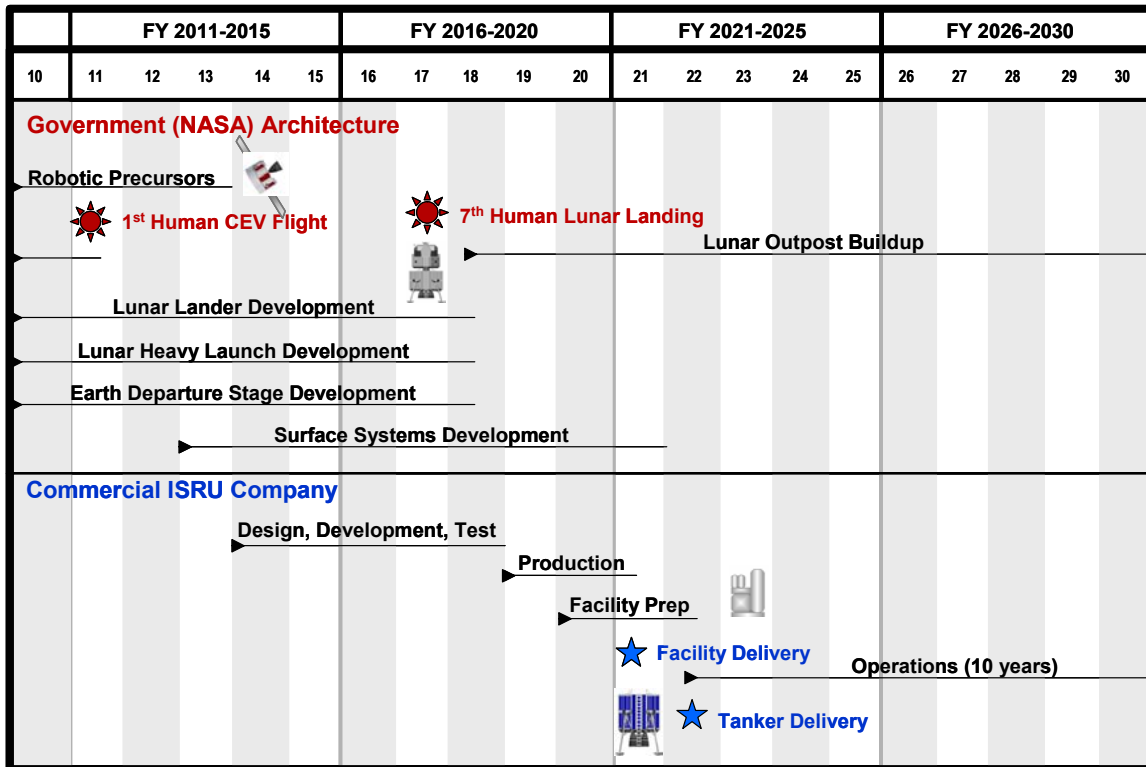 FY 2011-2015 FY 2016-2020 FY 2021-2025 FY 2026-2030
10 11 12 13 14 15 16 17 18 19 20 21 22 23 24 25 26 27 28 29 30
Government (NASA) Architecture
Robotic Precursors
1st Human CEV Flight
7th Human Lunar Landing
Lunar Outpost Buildup
Lunar Lander Development
Lunar Heavy Launch Development
Earth Departure Stage Development
Surface Systems Development
Commercial ISRU Company
Design, Development, Test
Production
Facility Prep
Facility Delivery
Operations (10 years)
Tanker Delivery